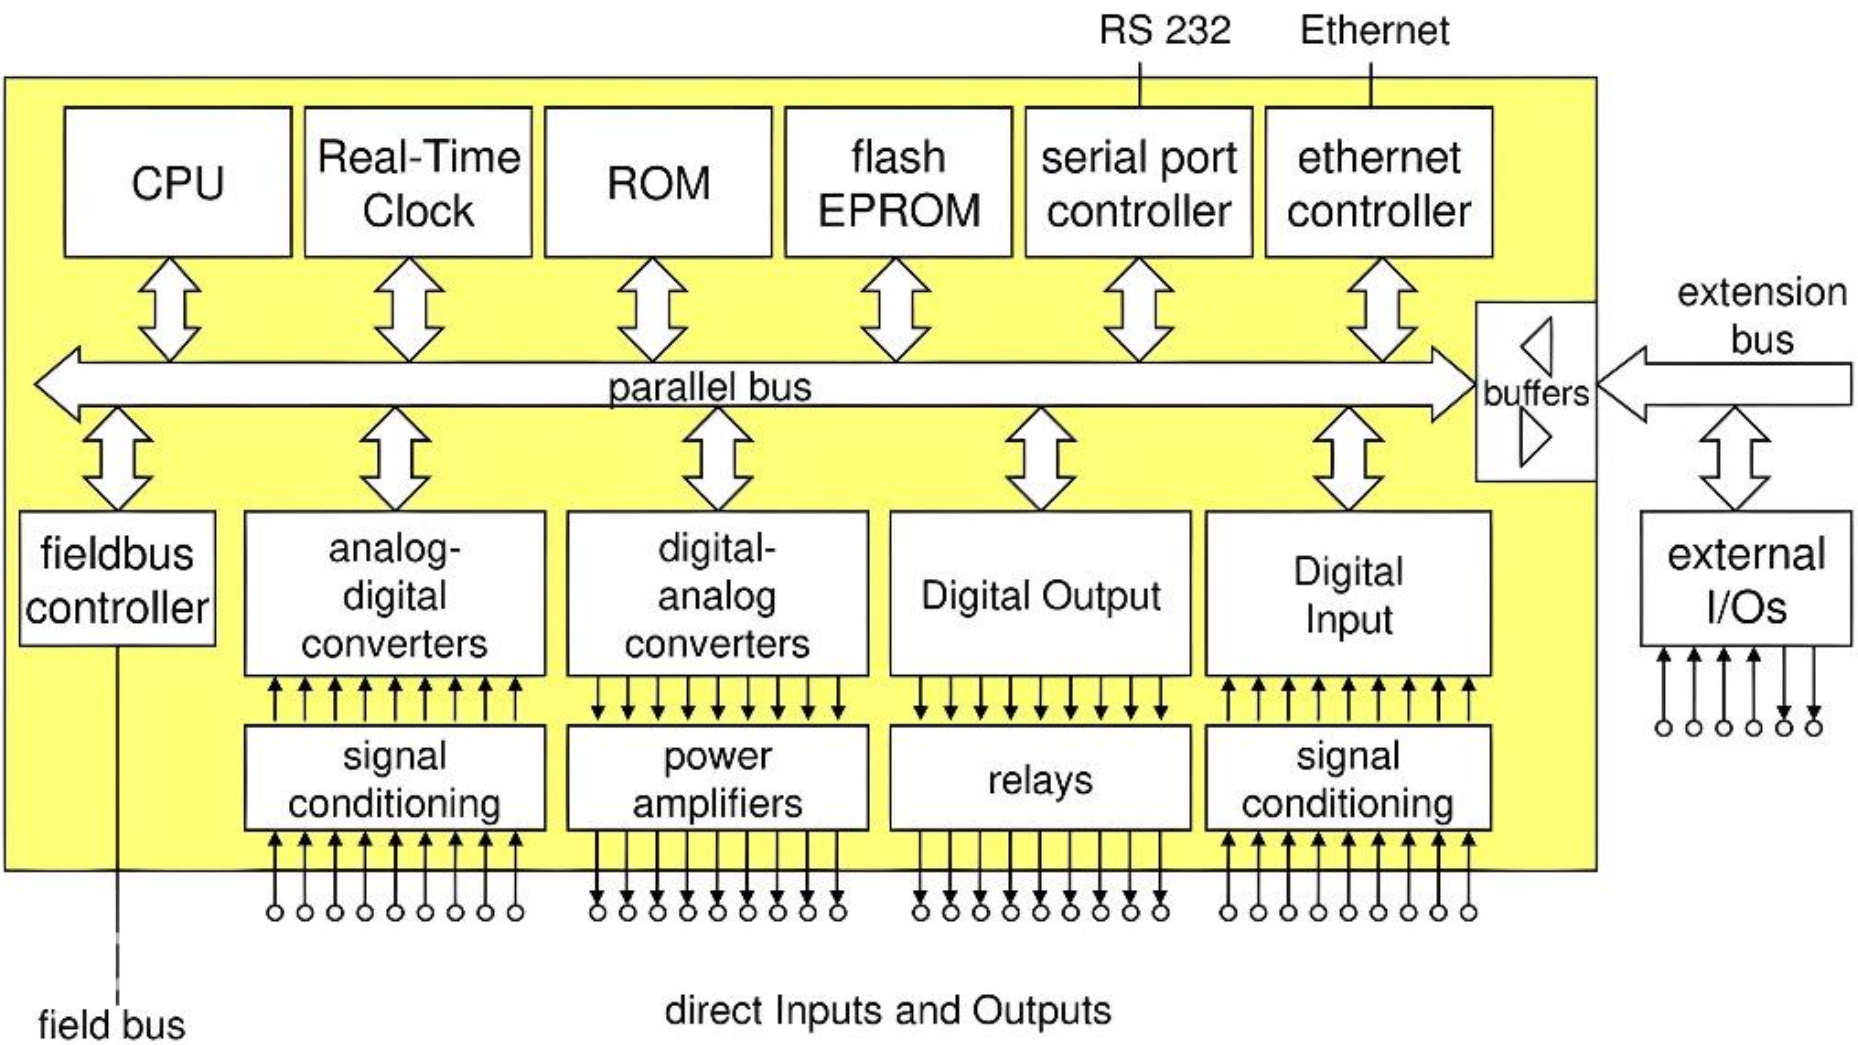 RS 232
Ethernet
CPU
Real-Time
Clock
ROM
flash
EPROM
serial port
controller
ethernet
controller
extension
bus
parallel bus
buffers
fieldbus
controller
analog-
digital
converters
digital-
analog
converters
Digital Output
Digital
Input
external
I/Os
signal
conditioning
power
amplifiers
relays
signal
conditioning
field bus
direct Inputs and Outputs